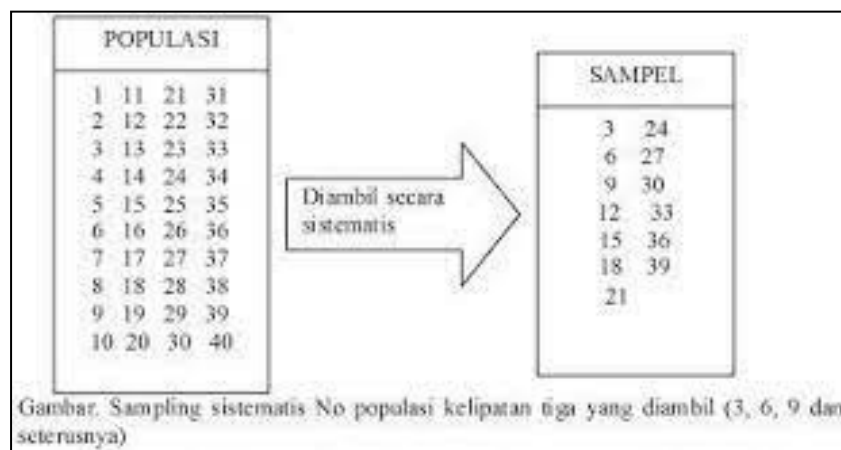 POPULASI
1 11 21 31
2 12 22 32
3 13 23 33
4 14 24 34
5 15 25 35
6 16 26 36
7 17 27 37
8 18 28 38
9 19 29 39
10 20 30 40
Diambil secara
sistematis
SAMPEL
3 24
6 27
9 30
12 33
15 36
18 39
21
Gambar. Sampling sistematis No populasi kelipatan tiga yang diambil (3, 6, 9 dan
seterusnya)